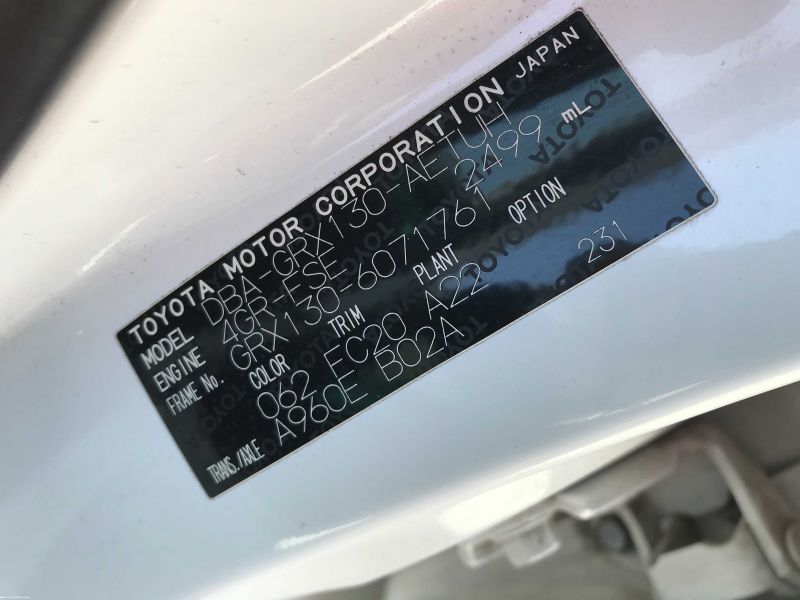 TOYOTA MOTOR CORPORATION JAPAN
MODEL DBA-GRX130-AETUH
ENGINE 4GR-FSE 2499 mL
FRAME No. GRX130-6071761
COLOR TRIM PLANT OPTION
062 FC20 A22 231
TRANS./AXLE A960E B02A